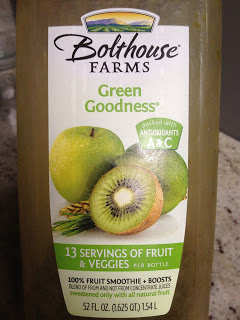 Bolthouse
FARMS
Green
Goodness®
packed with
ANTIOXIDANTS
A & C
13 SERVINGS OF FRUIT
& VEGGIES PER BOTTLE
100% FRUIT SMOOTHIE + BOOSTS
BLEND OF FROM AND NOT FROM CONCENTRATE JUICES
sweetened only with all natural fruit
52 FL. OZ. (1.625 QT.) 1.54 L